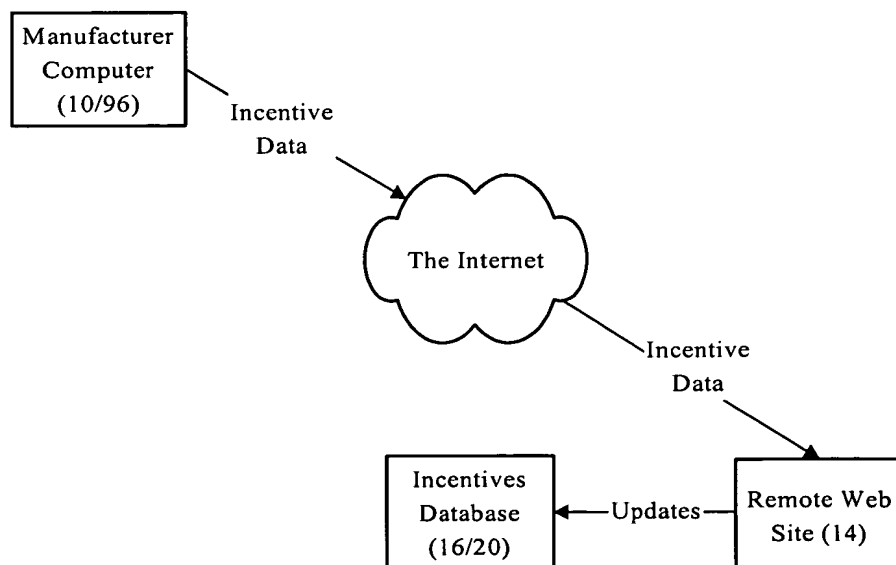 Manufacturer
Computer
(10/96)
Incentive
Data
The Internet
Incentive
Data
Incentives
Database
(16/20)
Updates
Remote Web
Site (14)